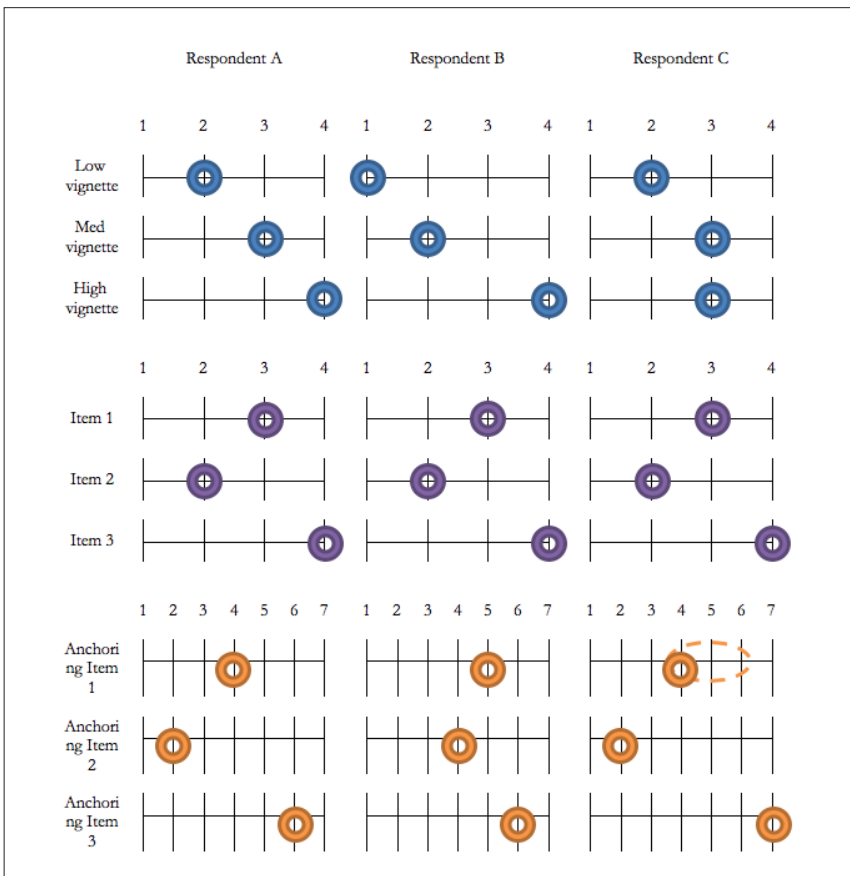 Respondent A Respondent B Respondent C
1 2 3 4 1 2 3 4 1 2 3 4
Low
vignette
Med
vignette
High
vignette
1 2 3 4 1 2 3 4 1 2 3 4
Item 1
Item 2
Item 3
1 2 3 4 5 6 7 1 2 3 4 5 6 7 1 2 3 4 5 6 7
Anchori
ng Item
1
Anchori
ng Item
2
Anchori
ng Item
3